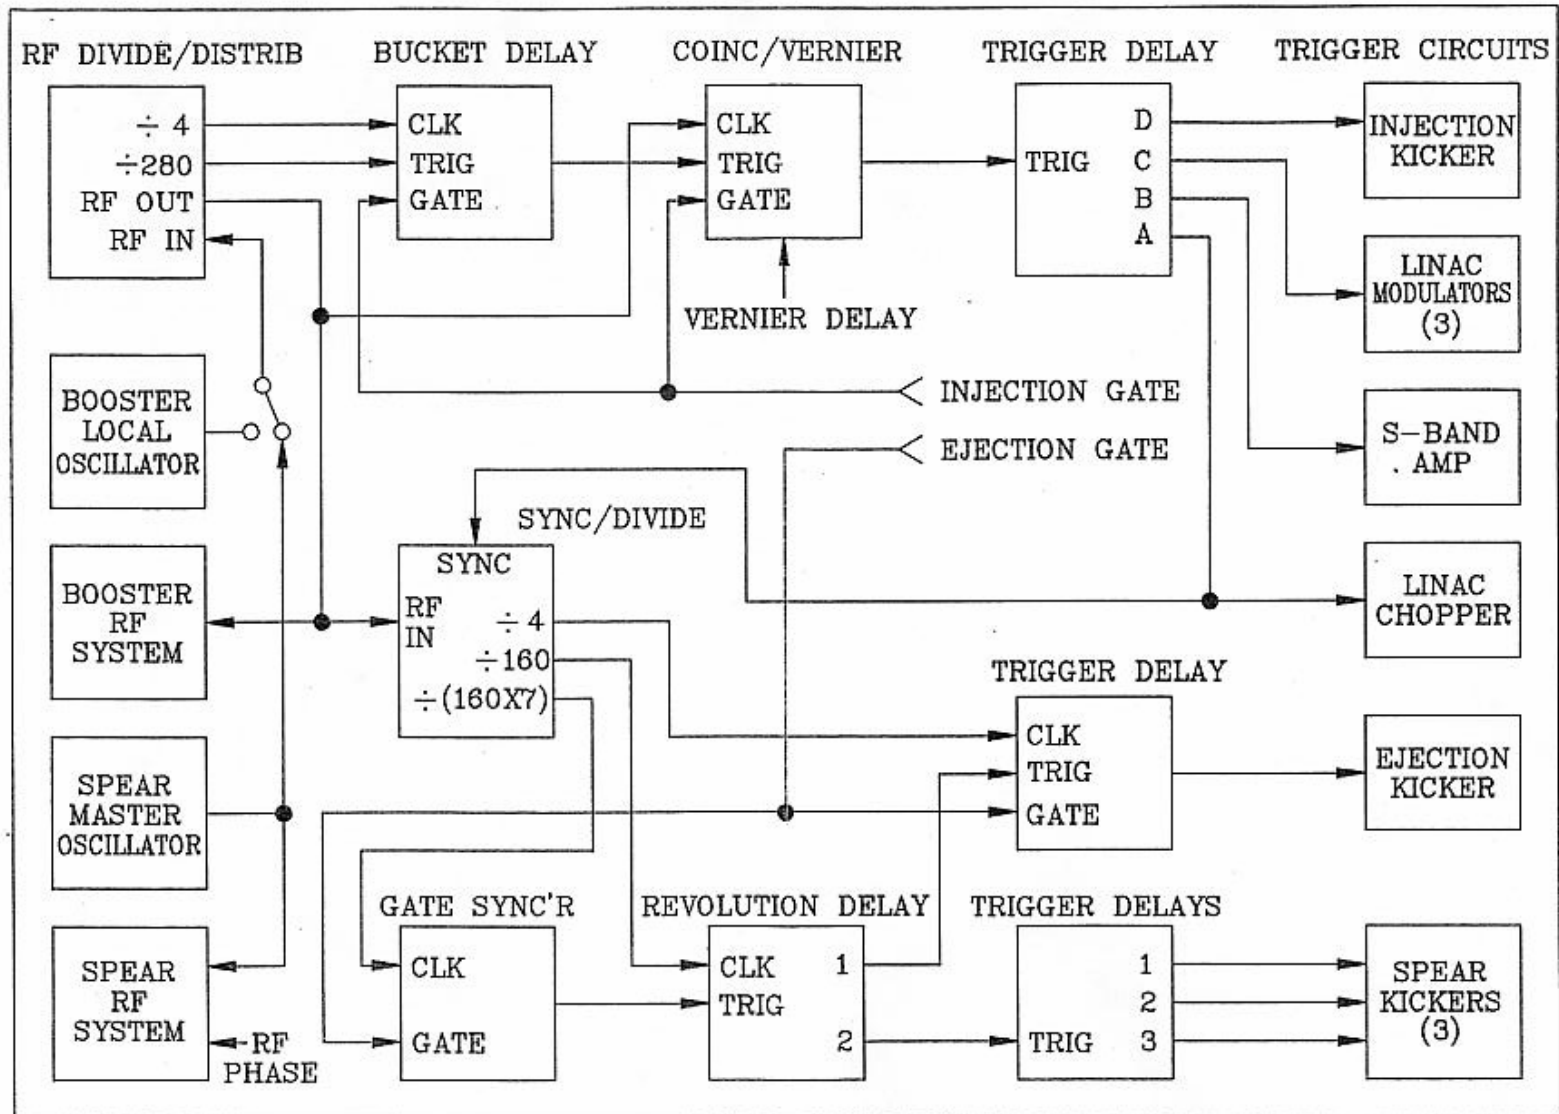 RF DIVIDE/DISTRIB
÷ 4
÷280
RF OUT
RF IN
BUCKET DELAY
CLK
TRIG
GATE
COINC/VERNIER
CLK
TRIG
GATE
VERNIER DELAY
TRIGGER DELAY
TRIG
D
C
B
A
TRIGGER CIRCUITS
INJECTION
KICKER
LINAC
MODULATORS
(3)
S-BAND
AMP
LINAC
CHOPPER
EJECTION
KICKER
SPEAR
KICKERS
(3)
BOOSTER
LOCAL
OSCILLATOR
INJECTION GATE
EJECTION GATE
BOOSTER
RF
SYSTEM
SYNC/DIVIDE
SYNC
RF
IN
÷ 4
÷160
÷(160X7)
TRIGGER DELAY
CLK
TRIG
GATE
SPEAR
MASTER
OSCILLATOR
SPEAR
RF
SYSTEM
RF
PHASE
GATE SYNC'R
CLK
GATE
REVOLUTION DELAY
CLK
TRIG
1
2
TRIGGER DELAYS
TRIG
1
2
3